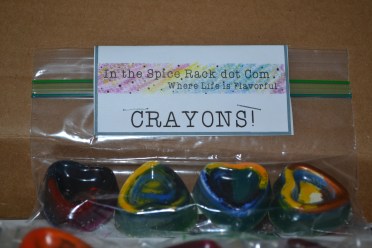 In the Spice Rack dot Com.
Where Life is Flavorful
CRAYONS!